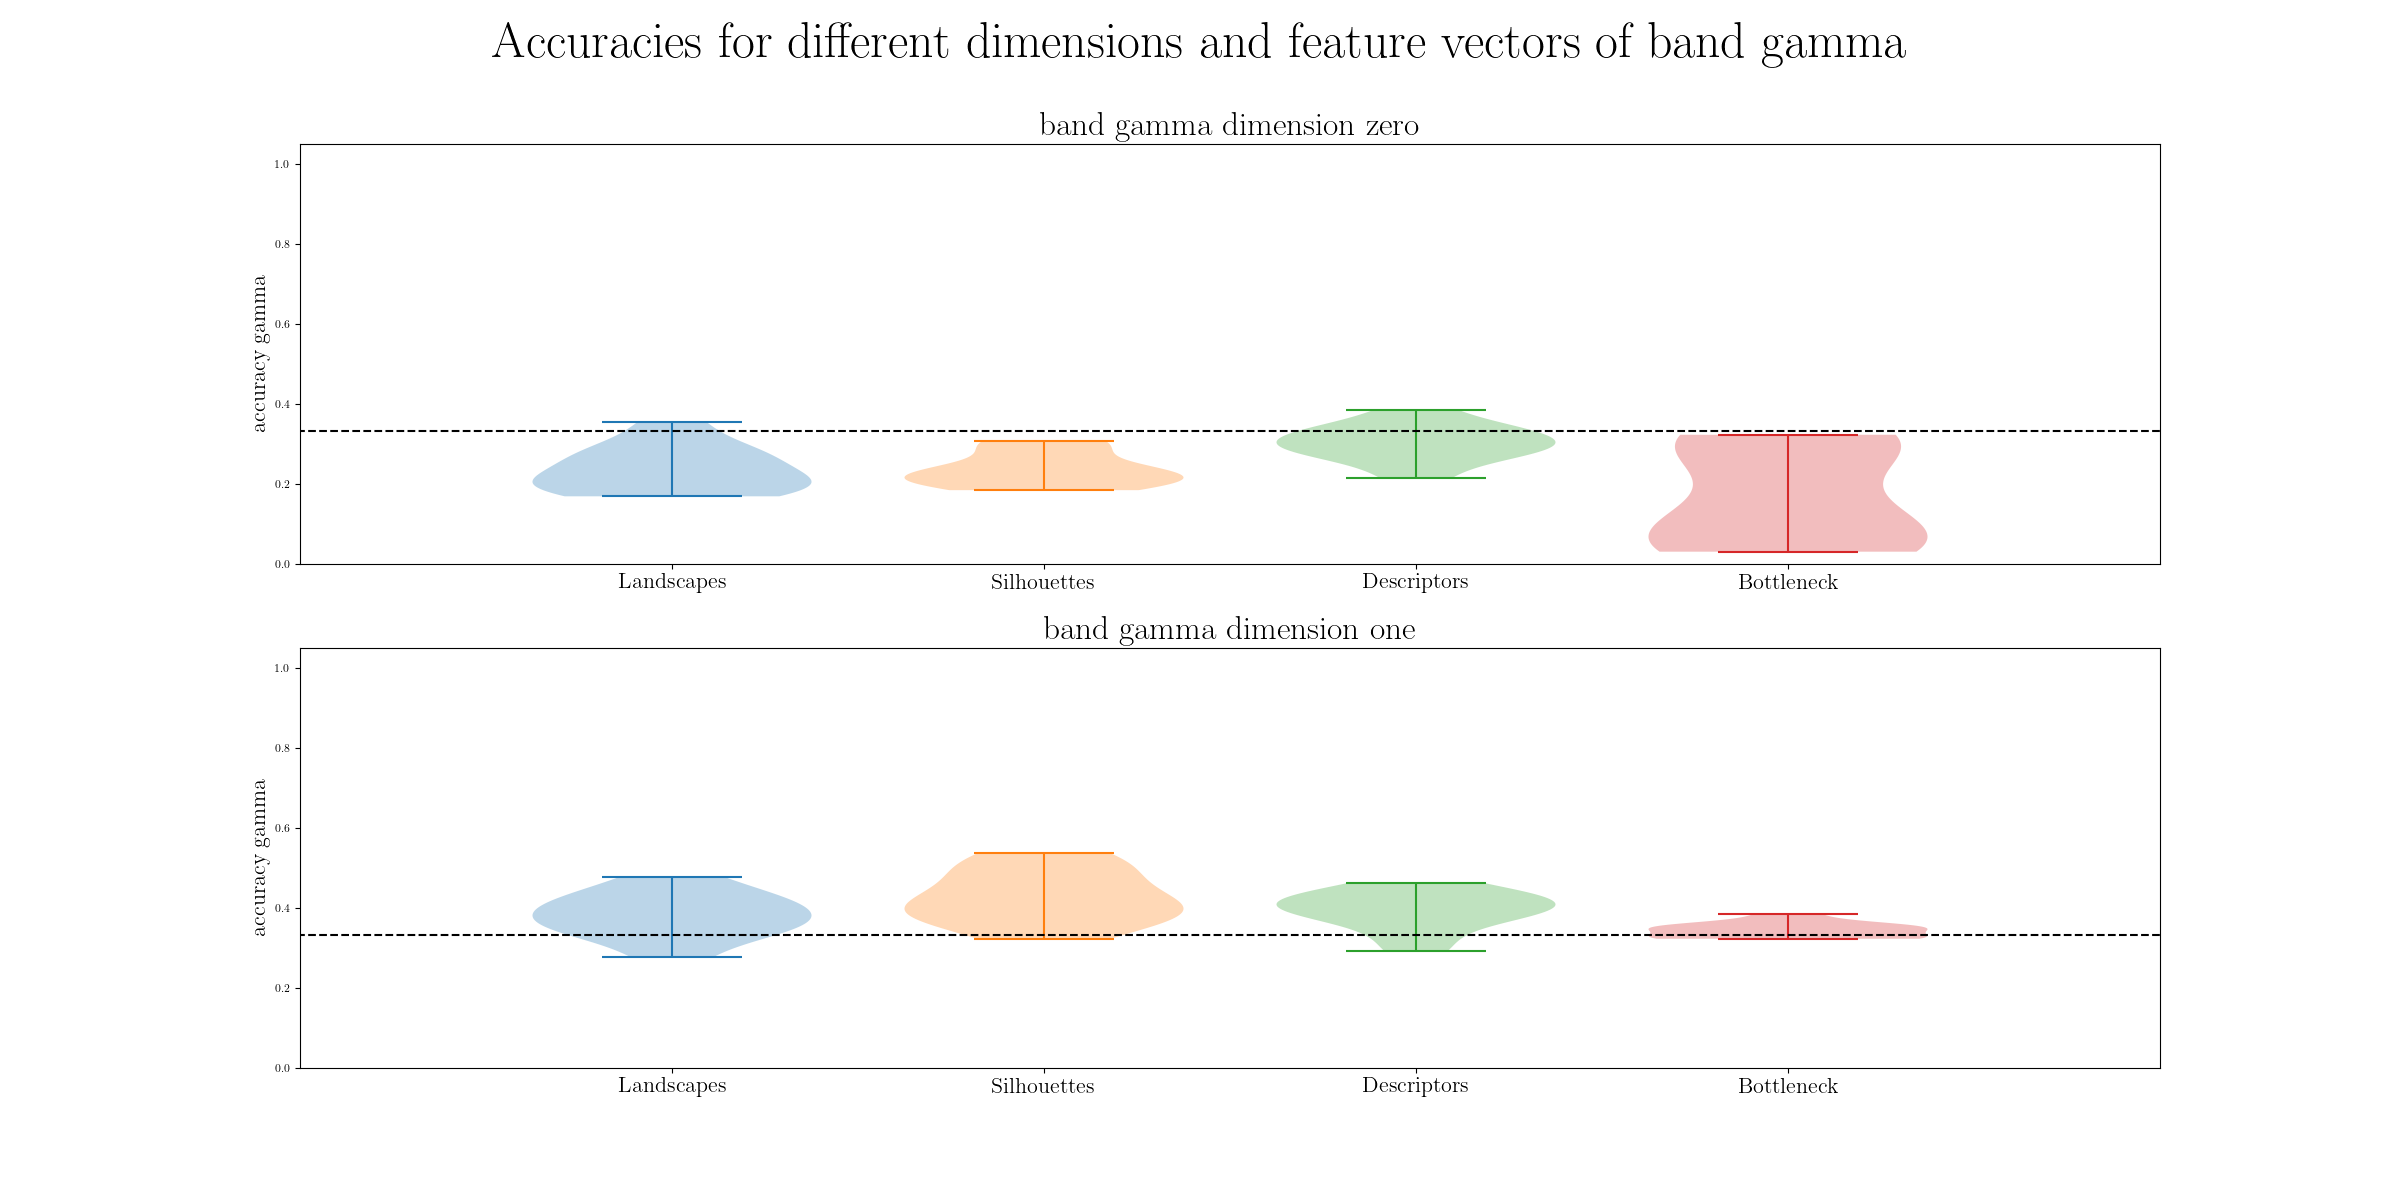 Accuracies for different dimensions and feature vectors of band gamma
band gamma dimension zero
accuracy gamma
1.0
0.8
0.6
0.4
0.2
0.0
Landscapes Silhouettes Descriptors Bottleneck
band gamma dimension one
accuracy gamma
1.0
0.8
0.6
0.4
0.2
0.0
Landscapes Silhouettes Descriptors Bottleneck